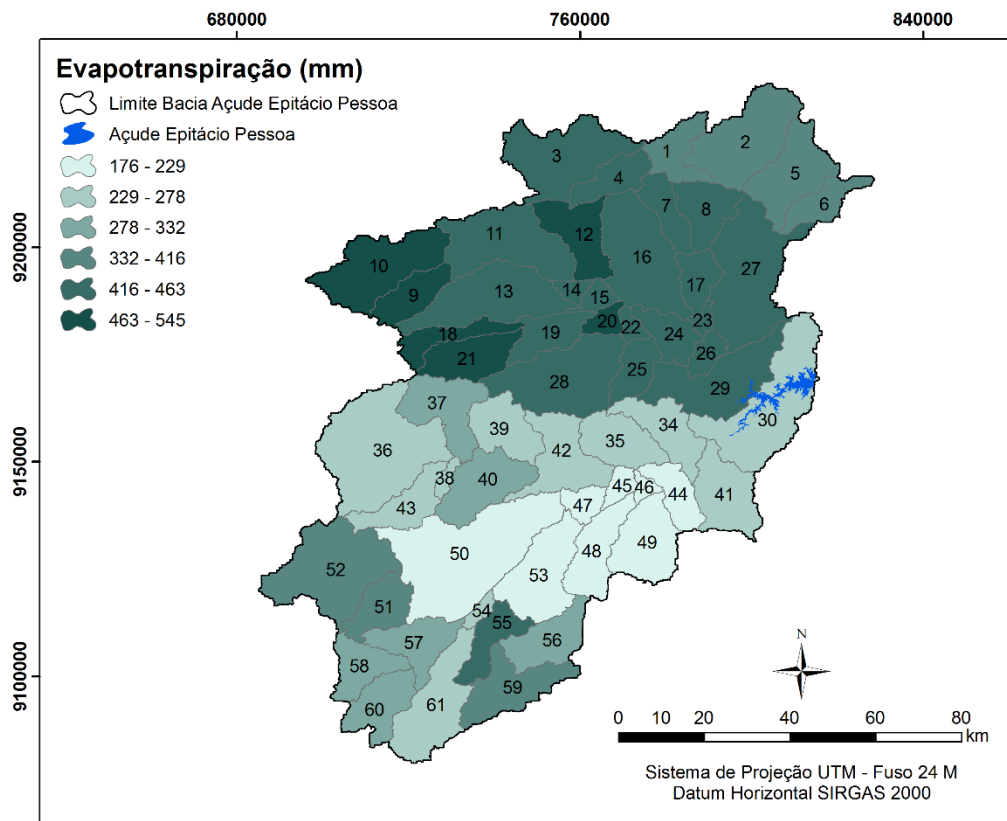 680000 760000 840000
Evapotranspiração (mm)
Limite Bacia Açude Epitácio Pessoa
Açude Epitácio Pessoa
176 - 229
229 - 278
278 - 332
332 - 416
416 - 463
463 - 545
9200000
9150000
9100000
1 2
3
4 5
6
7 8
12
11
10 16 27
9 13 14 15 17
18 19 20 22 23
24
21 26
28 25 29
37 30
39 34
36 42 35
38 40 45 46 44 41
43 47
50 48 49
52 53
51 54
55
57 56
58 59
60 61
N
0 10 20 40 60 80
km
Sistema de Projeção UTM - Fuso 24 M
Datum Horizontal SIRGAS 2000